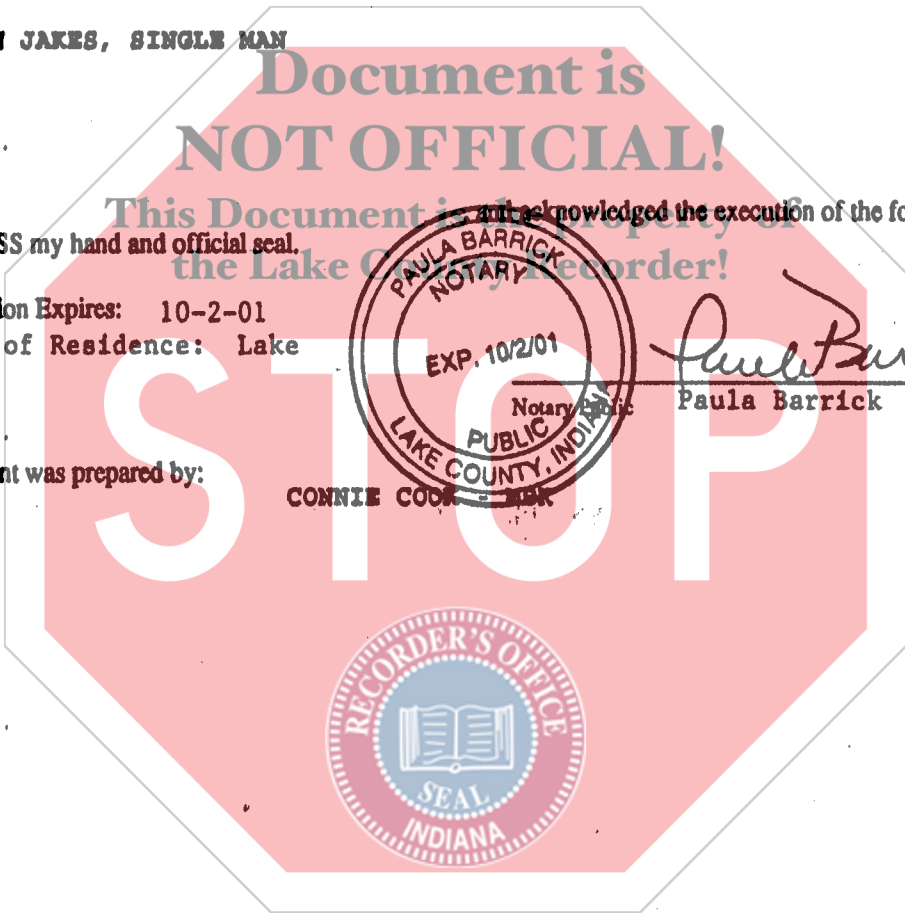 JAKES, SINGLE MAN
Document is
NOT OFFICIAL!
This Document is the property of
the Lake County Recorder!
acknowledged the execution of the fo
SS my hand and official seal.
ion Expires: 10-2-01
of Residence: Lake
PAULA BARRICK
NOTARY
EXP. 10/2/01
PUBLIC
LAKE COUNTY, INDIANA
Notary Public
Paula Barrick
nt was prepared by:
CONNIE COOK -
STOP
RECORDER'S OFFICE
SEAL
INDIANA